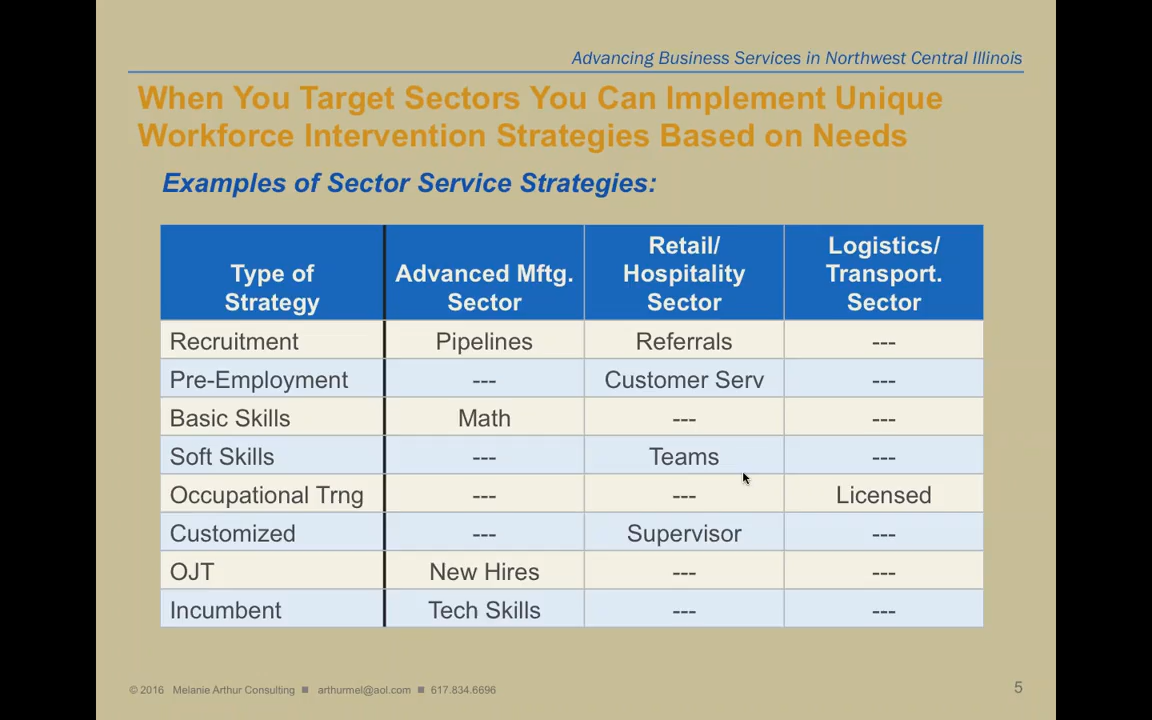 Advancing Business Services in Northwest Central Illinois
When You Target Sectors You Can Implement Unique
Workforce Intervention Strategies Based on Needs
Examples of Sector Service Strategies:
Type of Strategy | Advanced Mftg. Sector | Retail/ Hospitality Sector | Logistics/ Transport. Sector
Recruitment | Pipelines | Referrals | ---
Pre-Employment | --- | Customer Serv | ---
Basic Skills | Math | --- | ---
Soft Skills | --- | Teams | ---
Occupational Trng | --- | --- | Licensed
Customized | --- | Supervisor | ---
OJT | New Hires | --- | ---
Incumbent | Tech Skills | --- | ---
© 2016 Melanie Arthur Consulting ■ arthurmel@aol.com ■ 617.834.6696
5